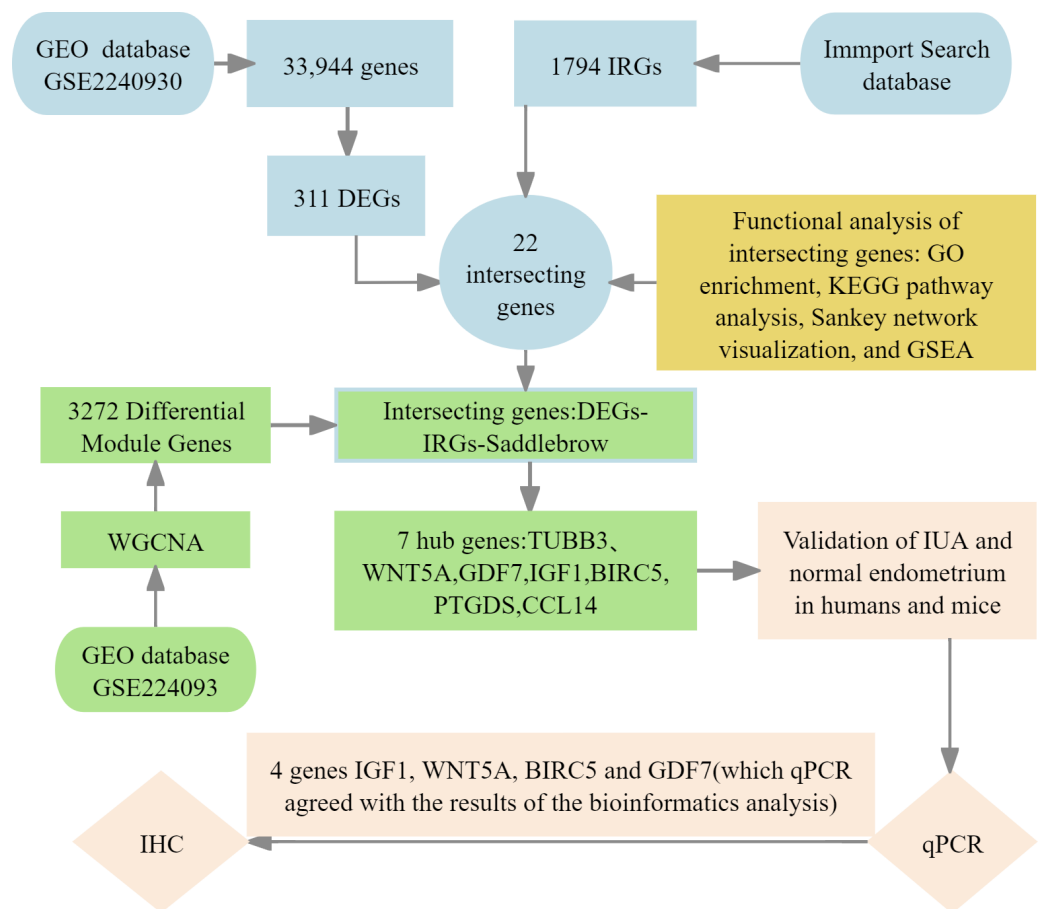 GEO database
GSE2240930
33,944 genes
1794 IRGs
Immport Search
database
311 DEGs
22
intersecting
genes
Functional analysis of
intersecting genes: GO
enrichment, KEGG pathway
analysis, Sankey network
visualization, and GSEA
3272 Differential
Module Genes
Intersecting genes:DEGs-
IRGs-Saddlebrow
WGCNA
7 hub genes:TUBB3、
WNT5A,GDF7,IGF1,BIRC5,
PTGDS,CCL14
Validation of IUA and
normal endometrium
in humans and mice
GEO database
GSE224093
4 genes IGF1, WNT5A, BIRC5 and GDF7(which qPCR
agreed with the results of the bioinformatics analysis)
IHC
qPCR